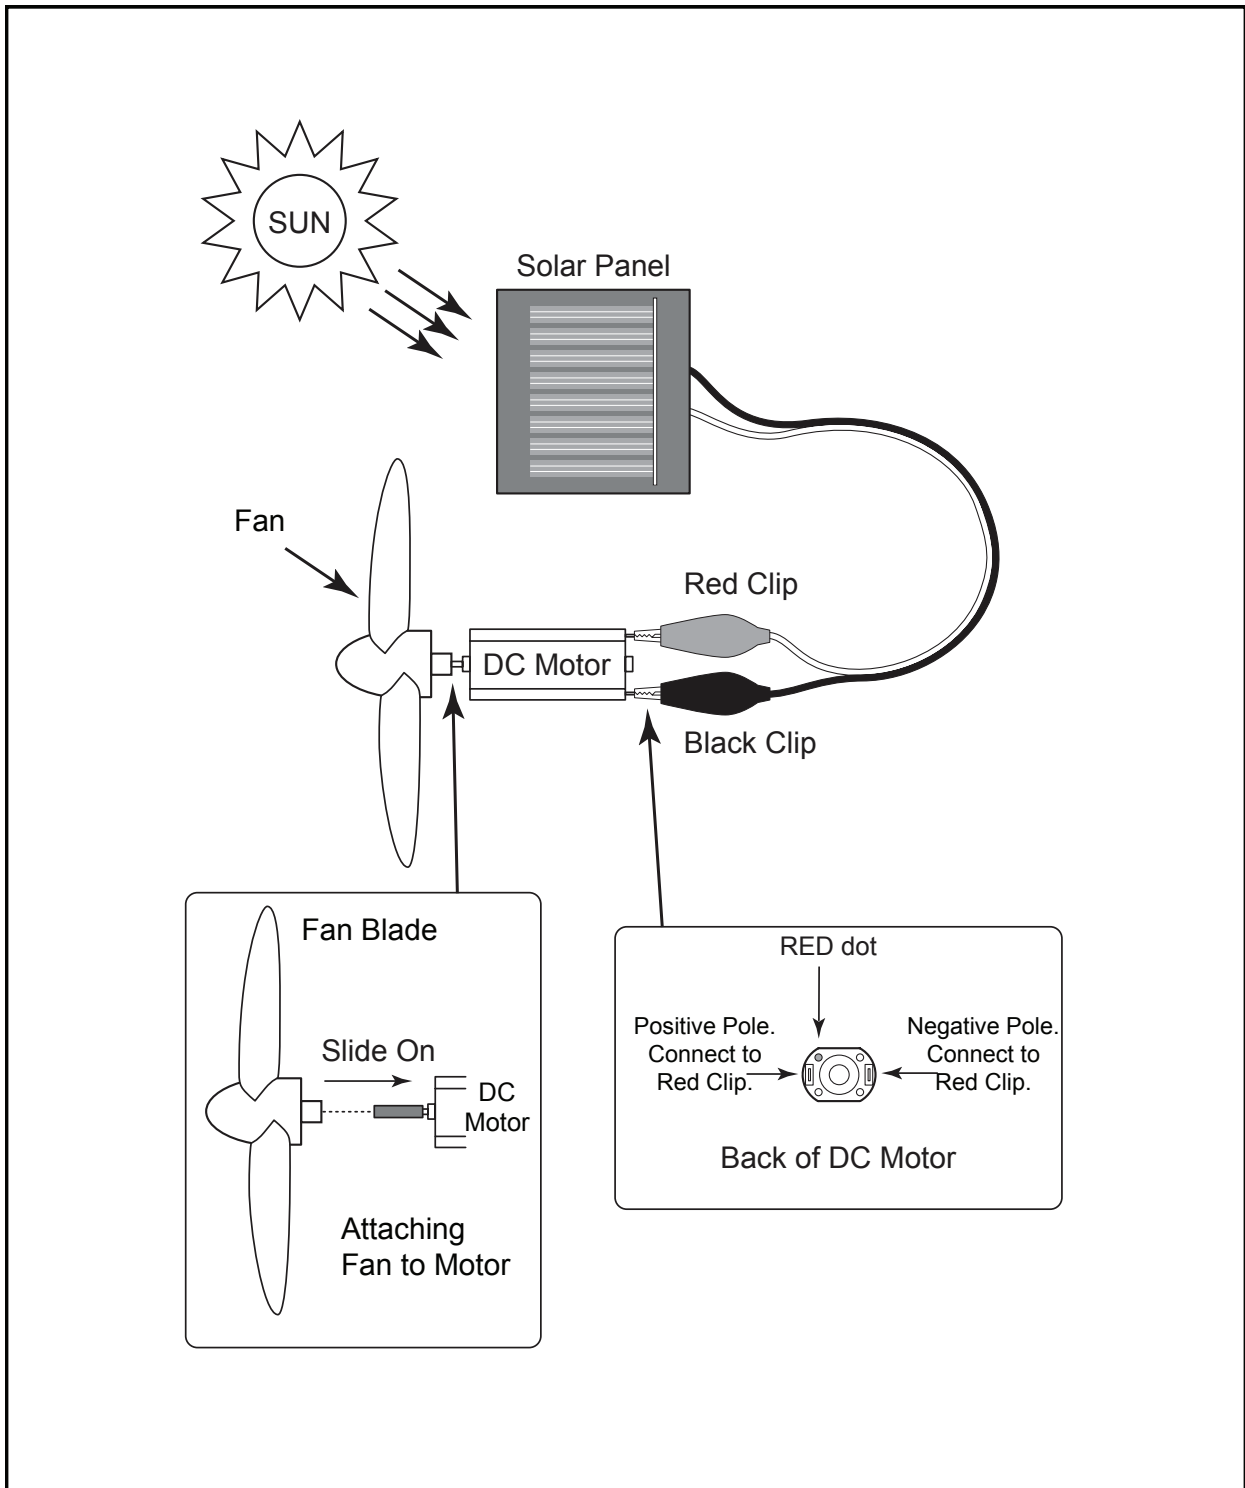 SUN
Solar Panel
Fan
Red Clip
DC Motor
Black Clip
Fan Blade
Slide On
DC
Motor
Attaching
Fan to Motor
RED dot
Positive Pole.
Connect to
Red Clip.
Negative Pole.
Connect to
Red Clip.
Back of DC Motor